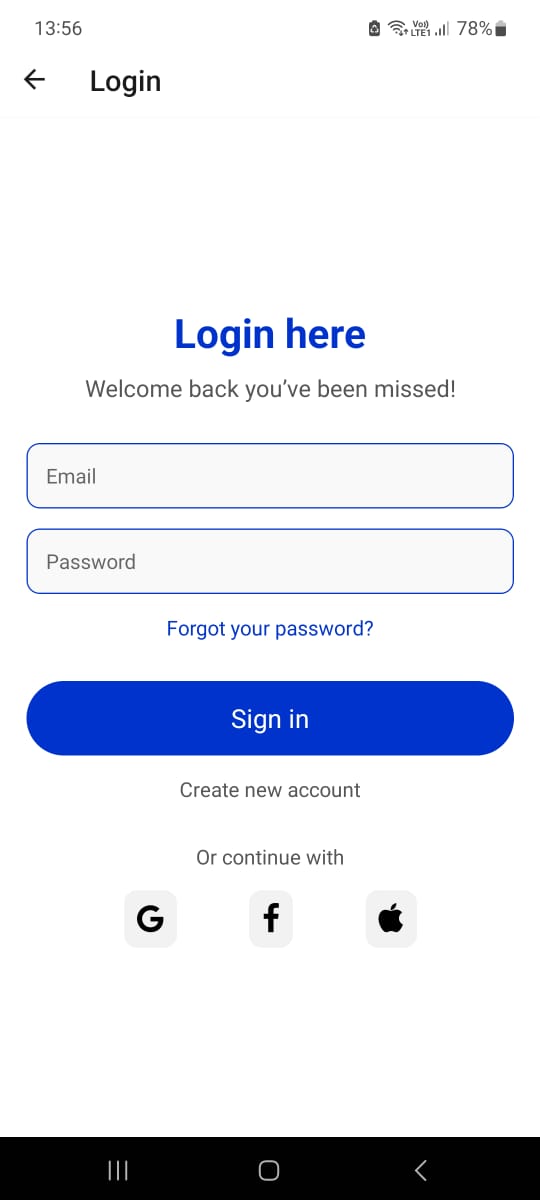 13:56
Vo)) LTE1 78%
Login
Login here
Welcome back you’ve been missed!
Email
Password
Forgot your password?
Sign in
Create new account
Or continue with
G f